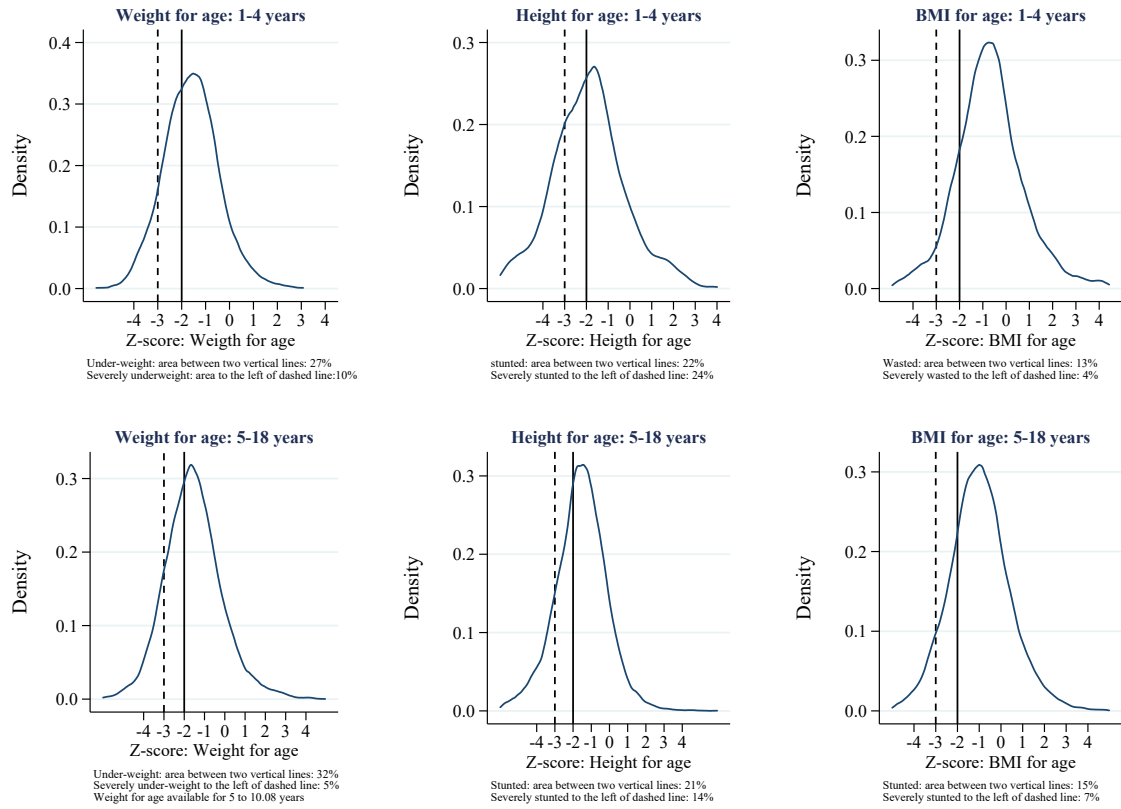 Weight for age: 1-4 years
0.4
0.3
0.2
0.1
0.0
Density
-4 -3 -2 -1 0 1 2 3 4
Z-score: Weigth for age
Under-weight: area between two vertical lines: 27%
Severely underweight: area to the left of dashed line:10%
Height for age: 1-4 years
0.3
0.2
0.1
0.0
Density
-4 -3 -2 -1 0 1 2 3 4
Z-score: Heigth for age
stunted: area between two vertical lines: 22%
Severely stunted to the left of dashed line: 24%
BMI for age: 1-4 years
0.3
0.2
0.1
0.0
Density
-4 -3 -2 -1 0 1 2 3 4
Z-score: BMI for age
Wasted: area between two vertical lines: 13%
Severely wasted to the left of dashed line: 4%
Weight for age: 5-18 years
0.3
0.2
0.1
0.0
Density
-4 -3 -2 -1 0 1 2 3 4
Z-score: Weight for age
Under-weight: area between two vertical lines: 32%
Severely under-weight to the left of dashed line: 5%
Weight for age available for 5 to 10.08 years
Height for age: 5-18 years
0.3
0.2
0.1
0.0
Density
-4 -3 -2 -1 0 1 2 3 4
Z-score: Height for age
Stunted: area between two vertical lines: 21%
Severely stunted to the left of dashed line: 14%
BMI for age: 5-18 years
0.3
0.2
0.1
0.0
Density
-4 -3 -2 -1 0 1 2 3 4
Z-score: BMI for age
Stunted: area between two vertical lines: 15%
Severely stunted to the left of dashed line: 7%